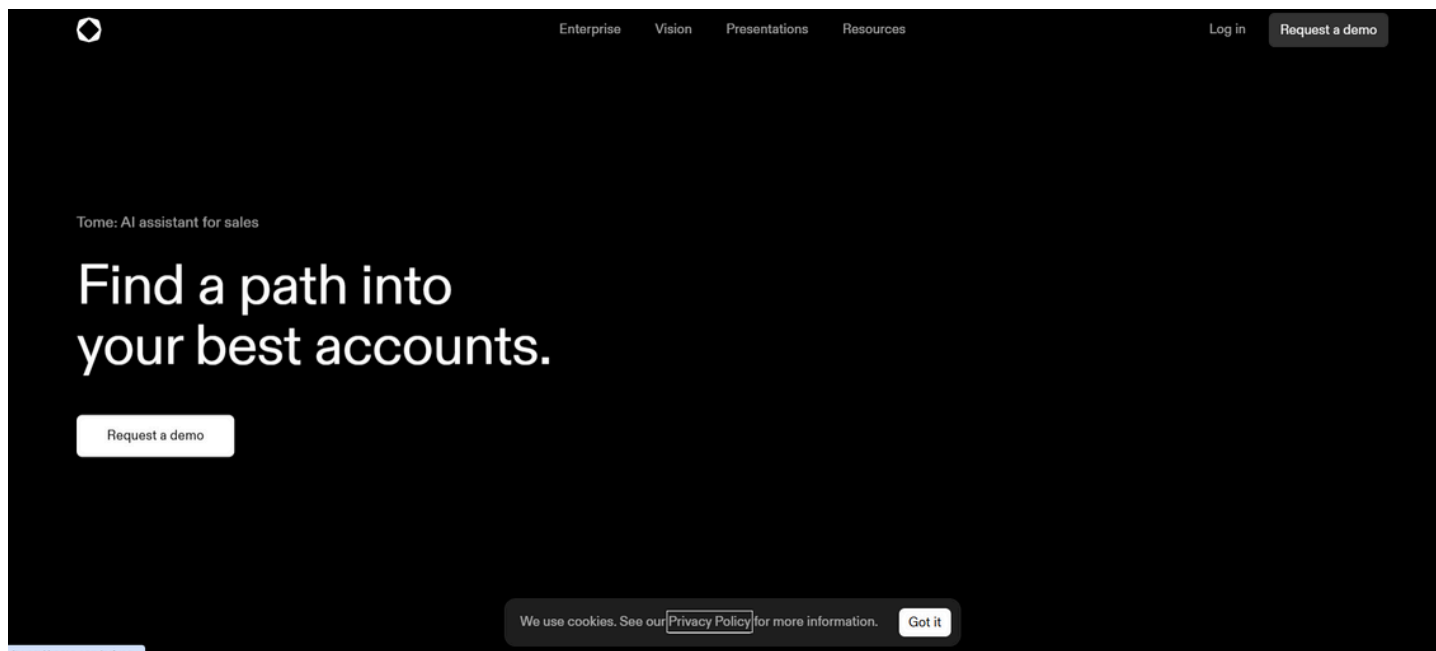 Enterprise Vision Presentations Resources Log in Request a demo
Tome: AI assistant for sales
Find a path into
your best accounts.
Request a demo
We use cookies. See our Privacy Policy for more information. Got it